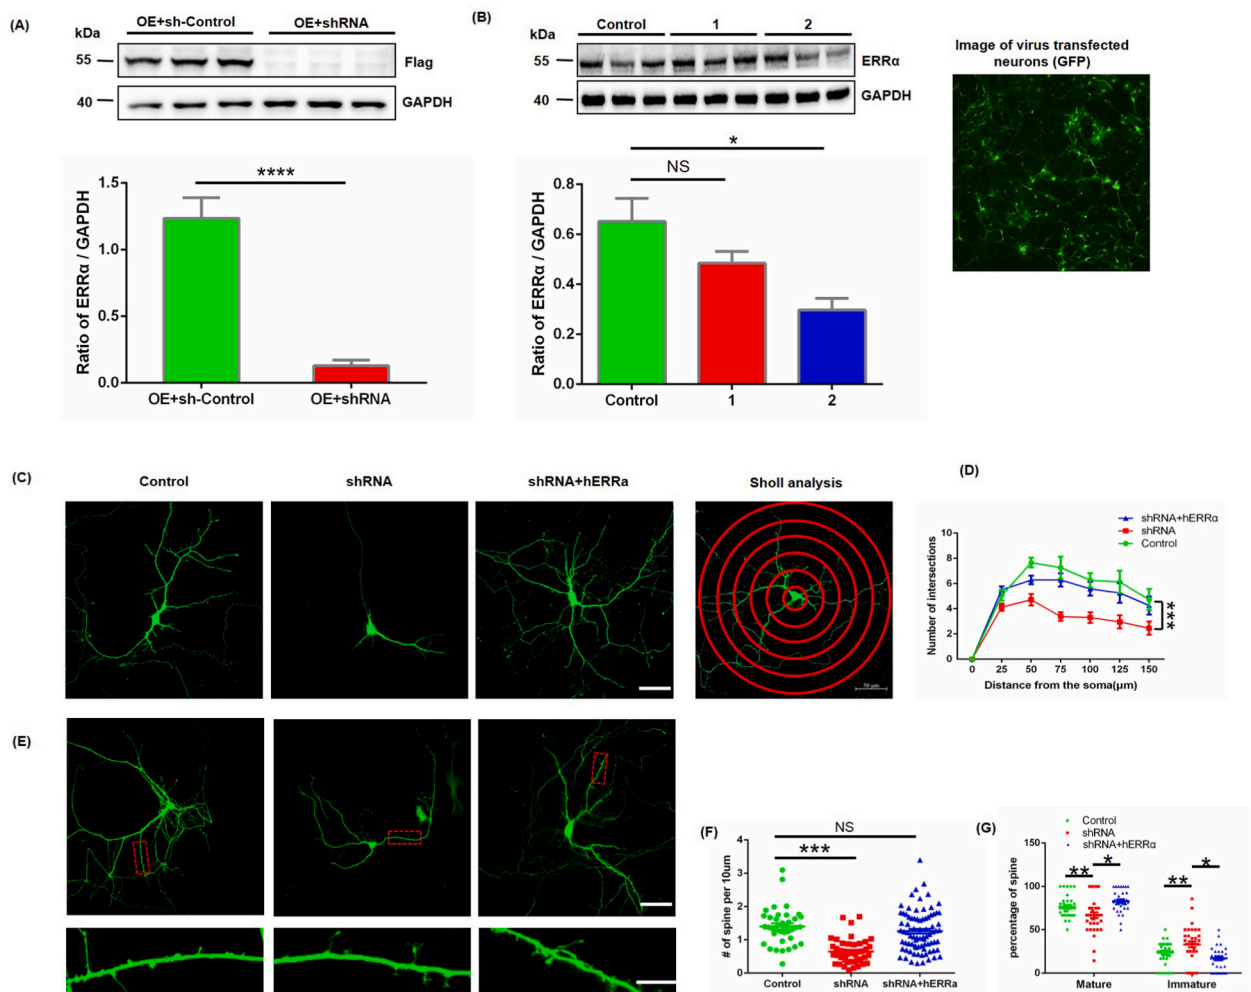 (A)
OE+sh-Control
OE+shRNA
kDa
55
Flag
40
GAPDH
1.5
1.0
0.5
0.0
Ratio of ERRα / GAPDH
****
OE+sh-Control
OE+shRNA
(B)
Control
1
2
kDa
55
ERRα
40
GAPDH
0.8
0.6
0.4
0.2
0.0
Ratio of ERRα / GAPDH
NS
*
Control
1
2
Image of virus transfected
neurons (GFP)
(C)
Control
shRNA
shRNA+hERRa
Sholl analysis
50 µm
(D)
shRNA+hERRα
shRNA
Control
10
8
6
4
2
0
Number of intersections
***
0
25
50
75
100
125
150
Distance from the soma(µm)
(E)
(F)
NS
***
4
3
2
1
0
# of spine per 10um
Control
shRNA
shRNA+hERRa
(G)
Control
shRNA
shRNA+hERRα
150
100
50
0
percentage of spine
**
*
**
*
Mature
Immature